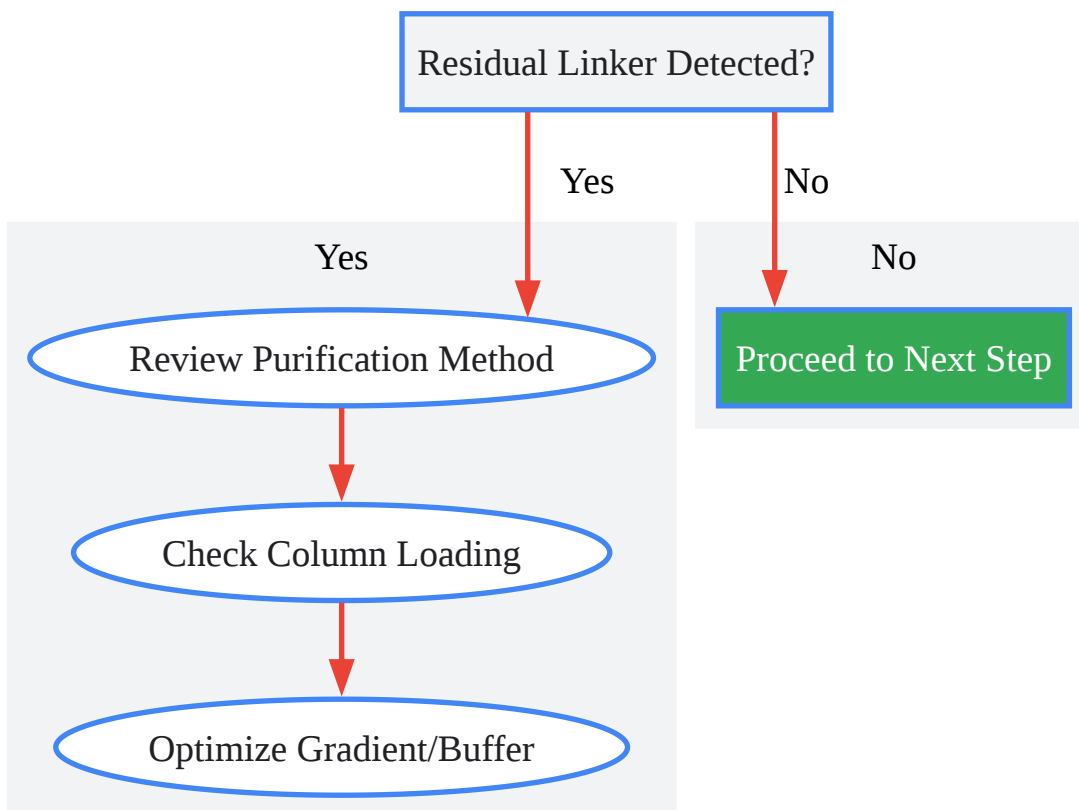 Residual Linker Detected?
Yes
No
Yes
No
Review Purification Method
Proceed to Next Step
Check Column Loading
Optimize Gradient/Buffer